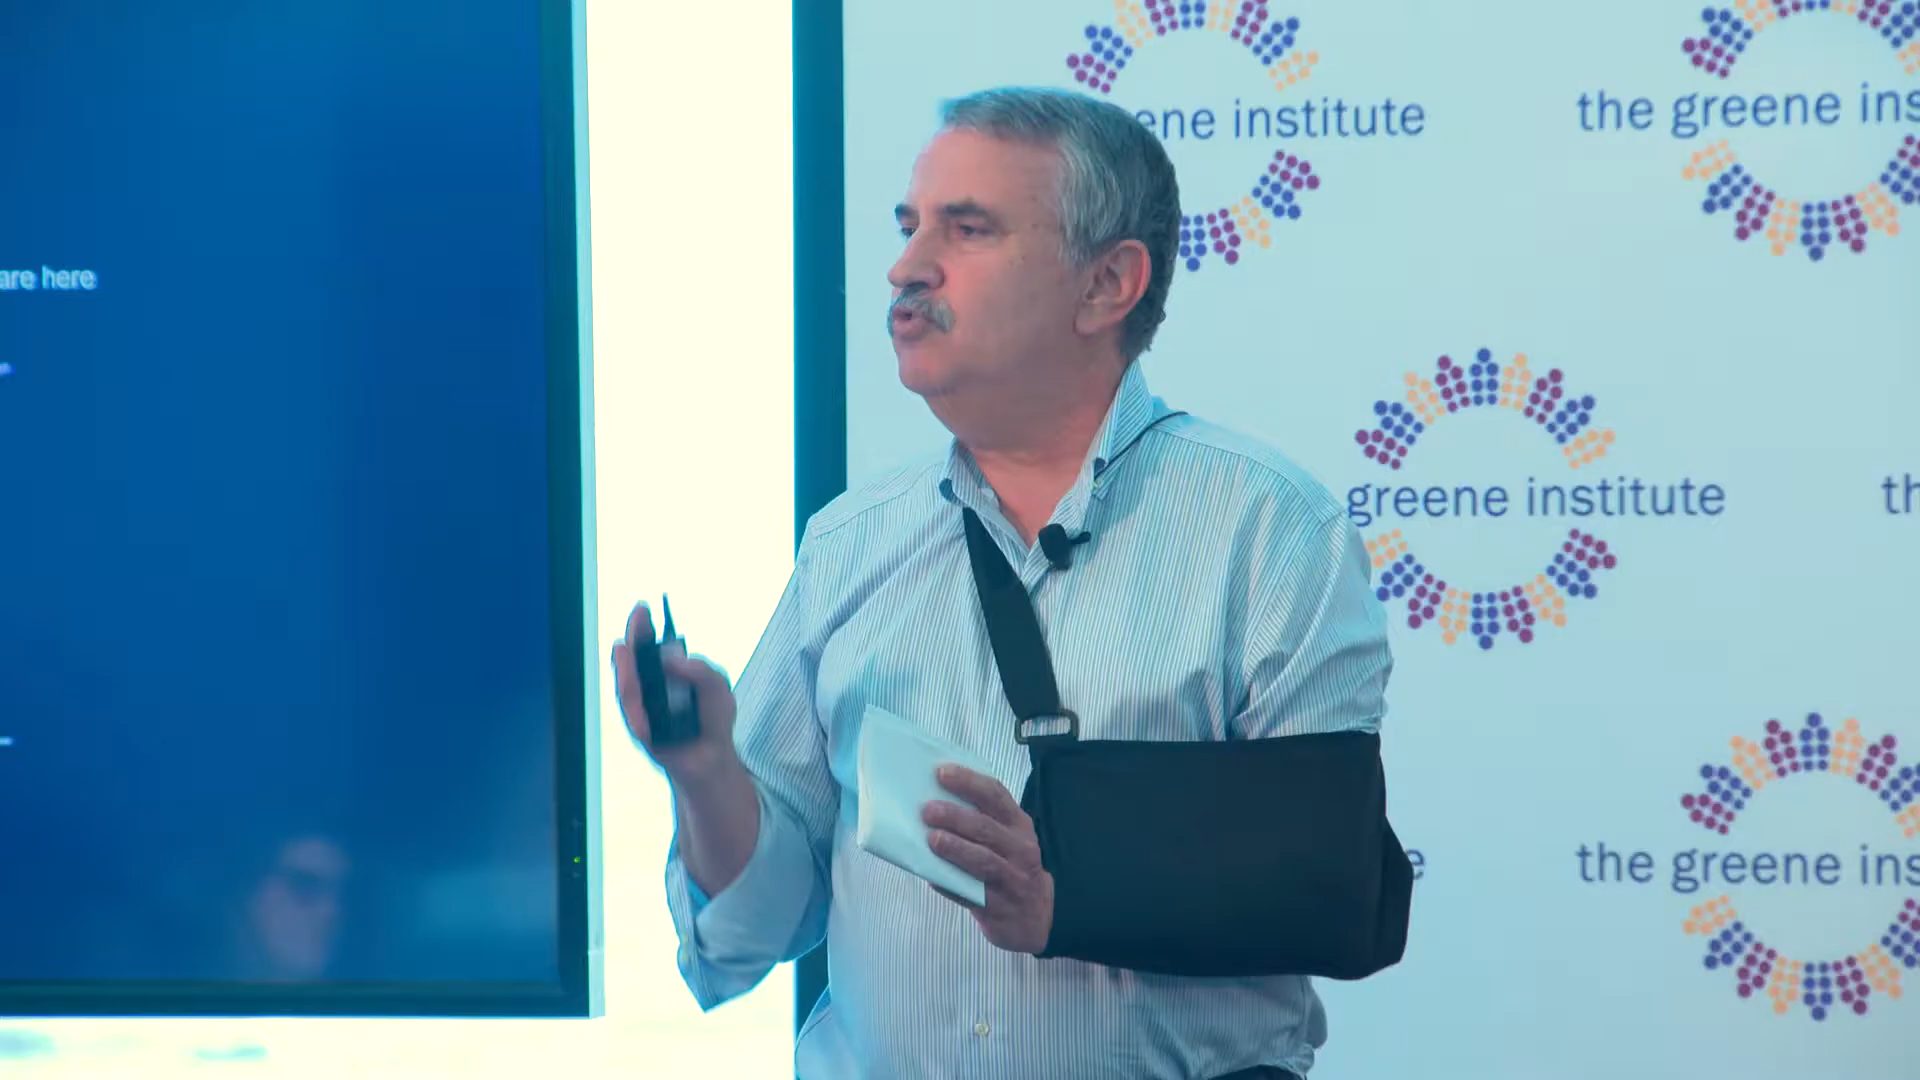 are here
ene institute
the greene ins
greene institute
th
e
the greene ins